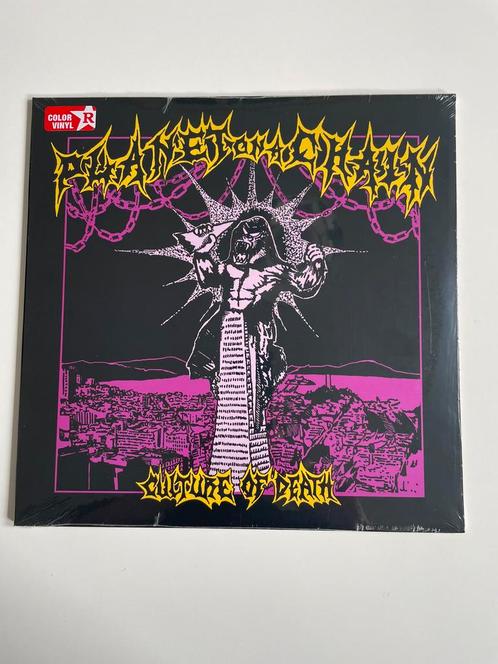 COLOR
VINYL
R
PLANET ON A CHAIN
CULTURE OF DEATH